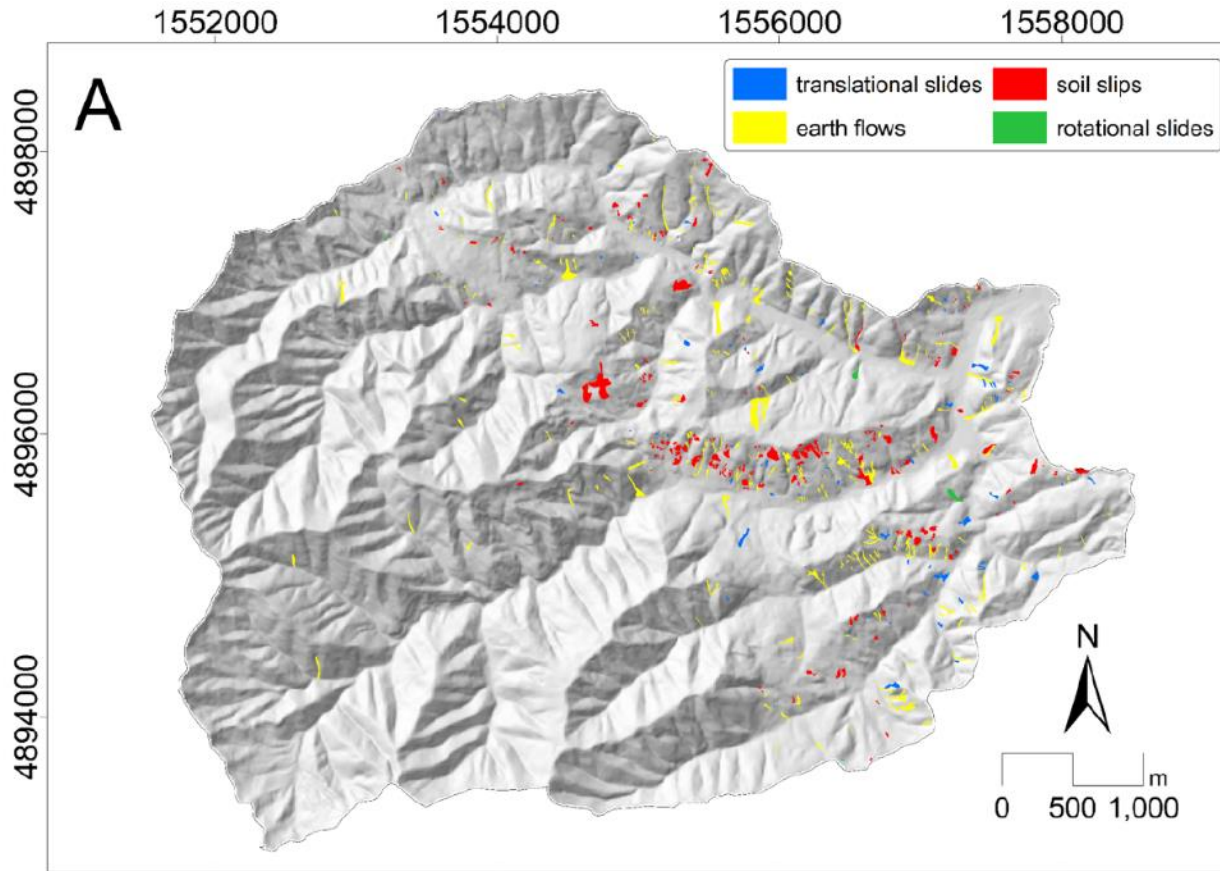 1552000 1554000 1556000 1558000
A
translational slides soil slips
earth flows rotational slides
4898000
4896000
4894000
N
m
0 500 1,000